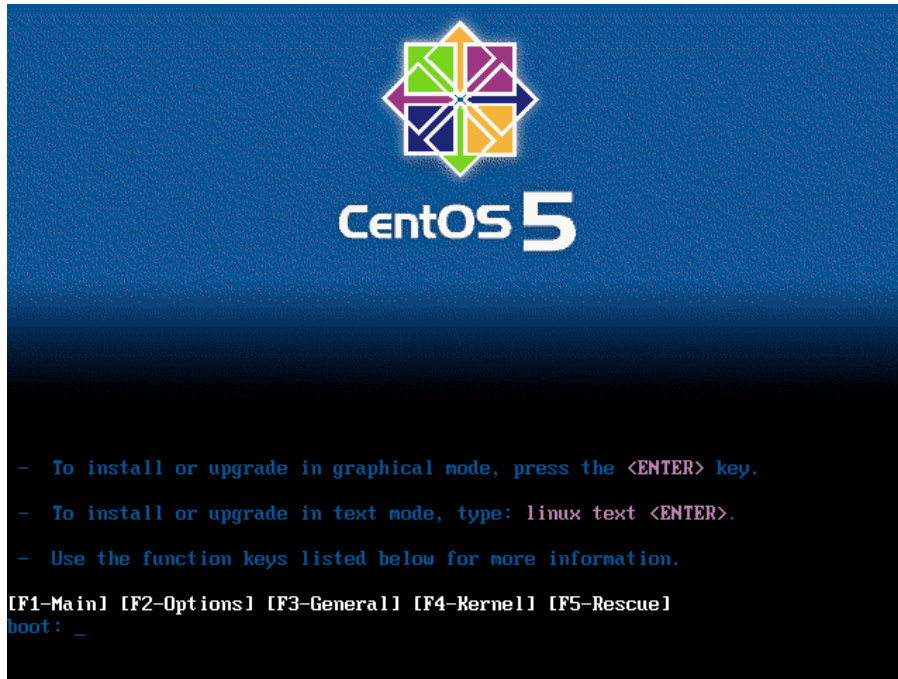 CentOS 5
- To install or upgrade in graphical mode, press the <ENTER> key.
- To install or upgrade in text mode, type: linux text <ENTER>.
- Use the function keys listed below for more information.
[F1-Main] [F2-Options] [F3-General] [F4-Kernel] [F5-Rescue]
boot: _